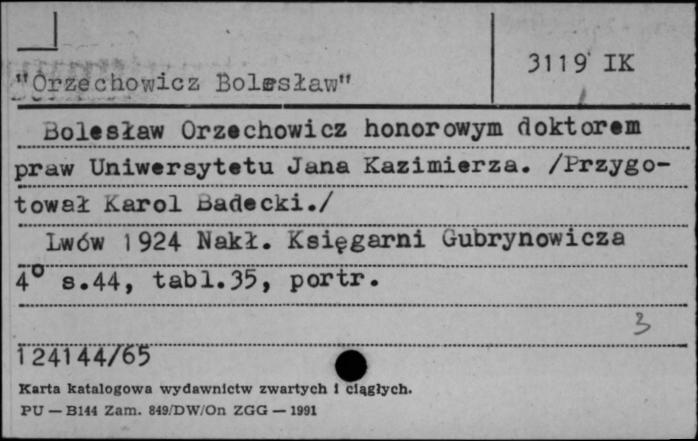 3119 IK
"Orzechowicz Bolesław"
Bolesław Orzechowicz honorowym doktorem
praw Uniwersytetu Jana Kazimierza. /Przygo-
tował Karol Badecki./
Lwów 1924 Nakł. Księgarni Gubrynowicza
4° s.44, tabl.35, portr.
3
124144/65
Karta katalogowa wydawnictw zwartych i ciągłych.
PU — B144 Zam. 849/DW/On ZGG — 1991